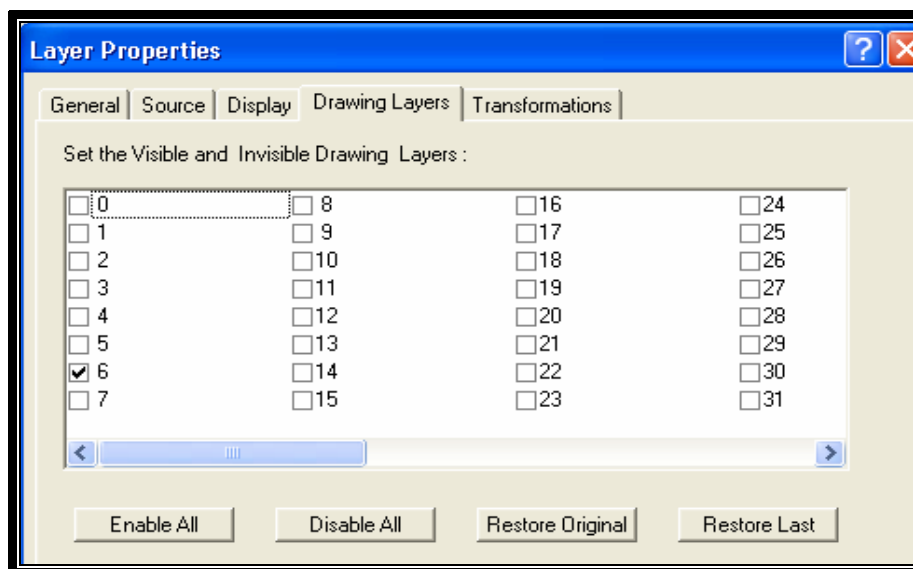 Layer Properties
General Source Display Drawing Layers Transformations
Set the Visible and Invisible Drawing Layers :
0 8 16 24
1 9 17 25
2 10 18 26
3 11 19 27
4 12 20 28
5 13 21 29
6 14 22 30
7 15 23 31
Enable All Disable All Restore Original Restore Last